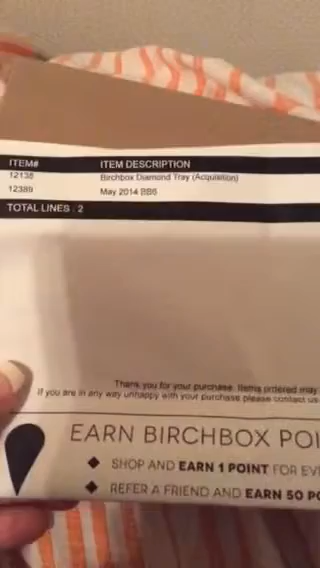 ITEM# ITEM DESCRIPTION
12138 Birchbox Diamond Tray (Acquisition)
12389 May 2014 BB6
TOTAL LINES : 2
Thank you for your purchase. Items ordered may
If you are in any way unhappy with your purchase please contact us
EARN BIRCHBOX POI
◆ SHOP AND EARN 1 POINT FOR EV
◆ REFER A FRIEND AND EARN 50 PO